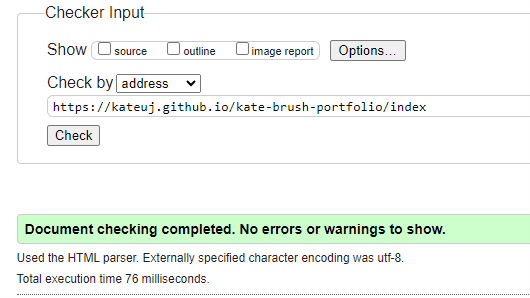 Checker Input
Show source outline image report Options...
Check by address
https://kateuj.github.io/kate-brush-portfolio/index
Check
Document checking completed. No errors or warnings to show.
Used the HTML parser. Externally specified character encoding was utf-8.
Total execution time 76 milliseconds.